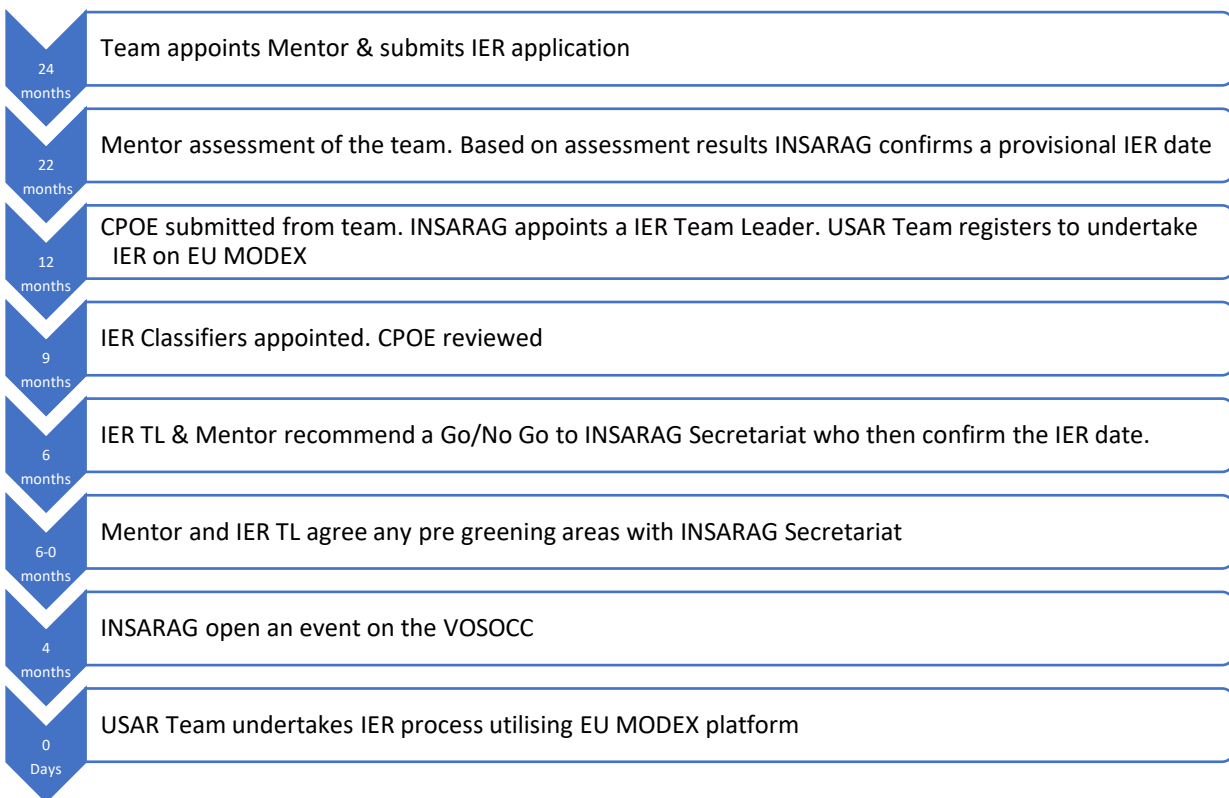 24
months
Team appoints Mentor & submits IER application
22
months
Mentor assessment of the team. Based on assessment results INSARAG confirms a provisional IER date
12
months
CPOE submitted from team. INSARAG appoints a IER Team Leader. USAR Team registers to undertake
IER on EU MODEX
9
months
IER Classifiers appointed. CPOE reviewed
6
months
IER TL & Mentor recommend a Go/No Go to INSARAG Secretariat who then confirm the IER date.
6-0
months
Mentor and IER TL agree any pre greening areas with INSARAG Secretariat
4
months
INSARAG open an event on the VOSOCC
0
Days
USAR Team undertakes IER process utilising EU MODEX platform